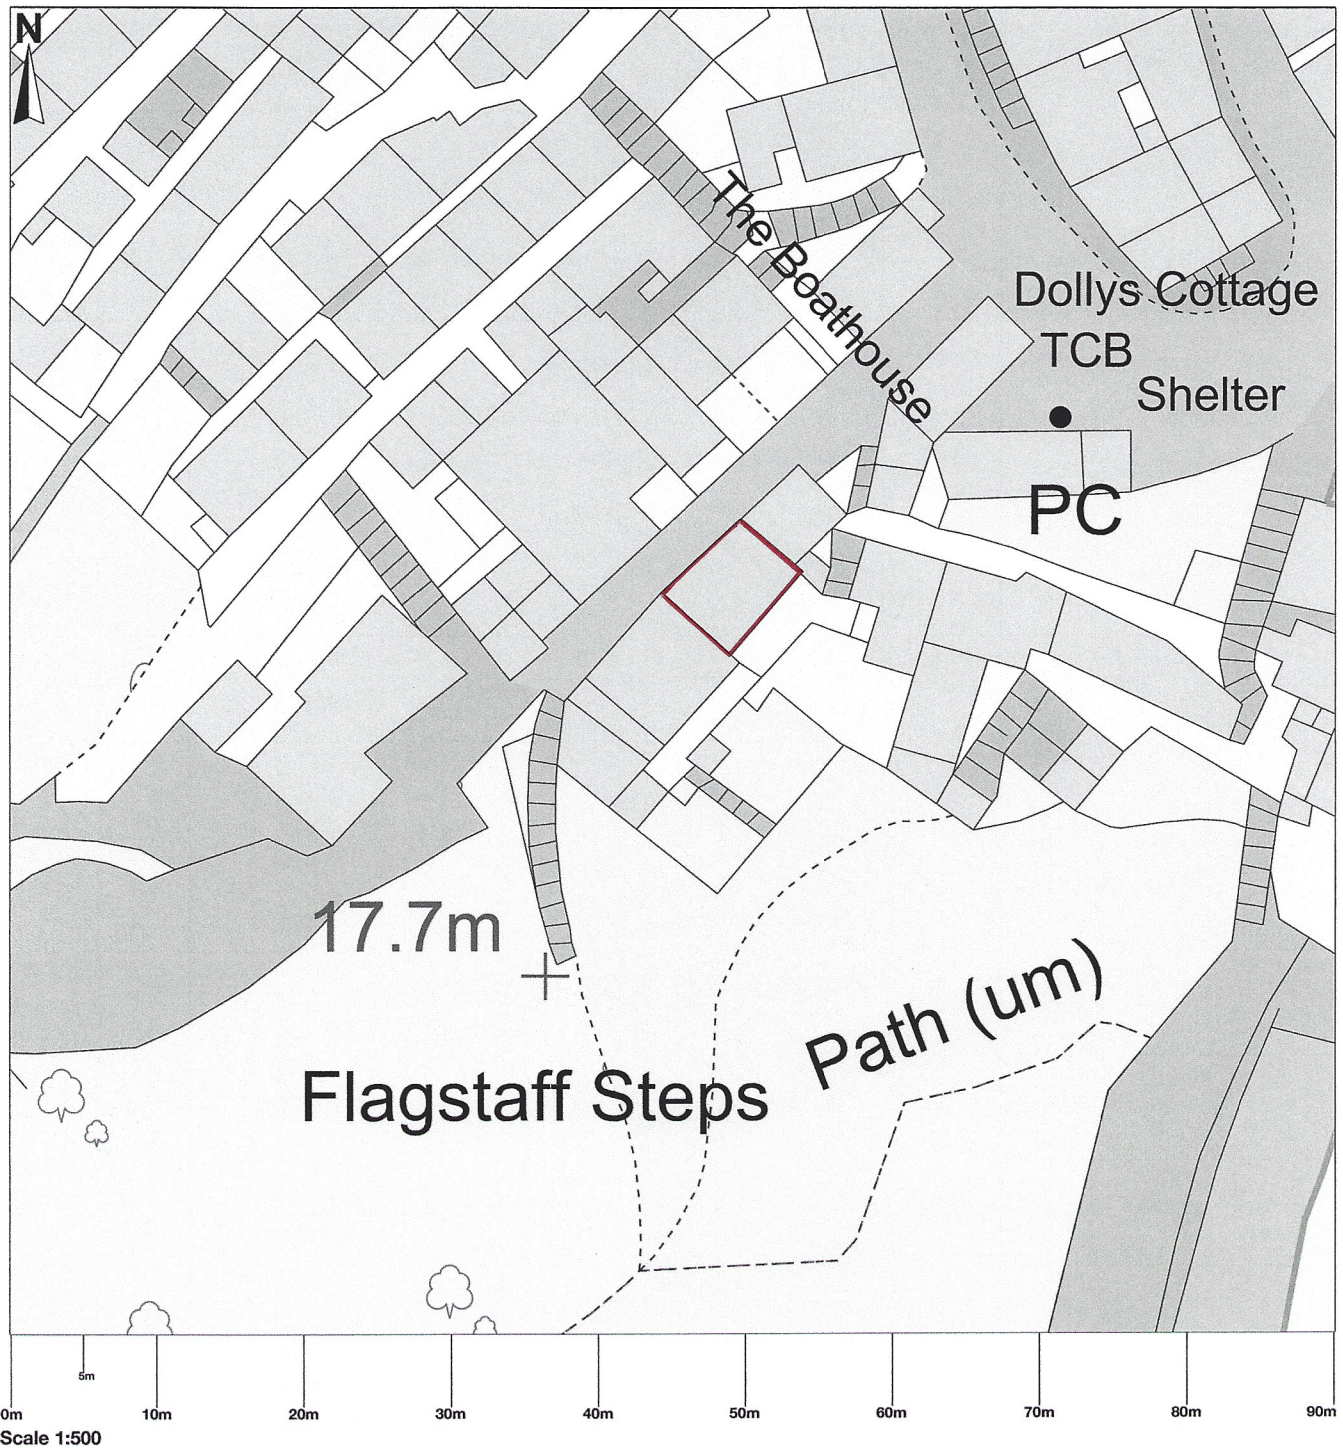 N
The Boathouse
Dollys Cottage
TCB
Shelter
PC
17.7m
Path (um)
Flagstaff Steps
5m
0m 10m 20m 30m 40m 50m 60m 70m 80m 90m
Scale 1:500